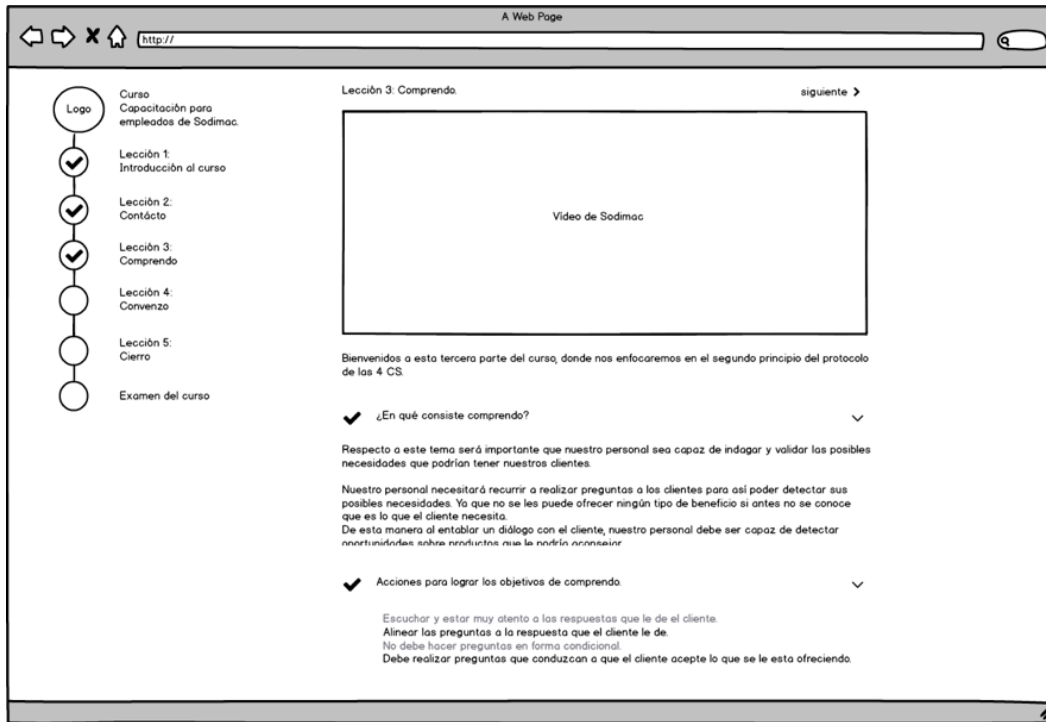 A Web Page
http://
Logo
Curso
Capacitación para
empleados de Sodimac.
Lección 1:
Introducción al curso
Lección 2:
Contácto
Lección 3:
Comprendo
Lección 4:
Convenzo
Lección 5:
Cierro
Examen del curso
Lección 3: Comprendo.
siguiente
Vídeo de Sodimac
Bienvenidos a esta tercera parte del curso, donde nos enfocaremos en el segundo principio del protocolo
de las 4 CS.
¿En qué consiste comprendo?
Respecto a este tema será importante que nuestro personal sea capaz de indagar y validar las posibles
necesidades que podrían tener nuestros clientes.
Nuestro personal necesitará recurrir a realizar preguntas a los clientes para así poder detectar sus
posibles necesidades. Ya que no se les puede ofrecer ningún tipo de beneficio si antes no se conoce
que es lo que el cliente necesita.
De esta manera al entablar un diálogo con el cliente, nuestro personal debe ser capaz de detectar
oportunidades sobre productos que le podría aconsejar
Acciones para lograr los objetivos de comprendo.
Escuchar y estar muy atento a las respuestas que le de el cliente.
Alinear las preguntas a la respuesta que el cliente le de.
No debe hacer preguntas en forma condicional.
Debe realizar preguntas que conduzcan a que el cliente acepte lo que se le esta ofreciendo.